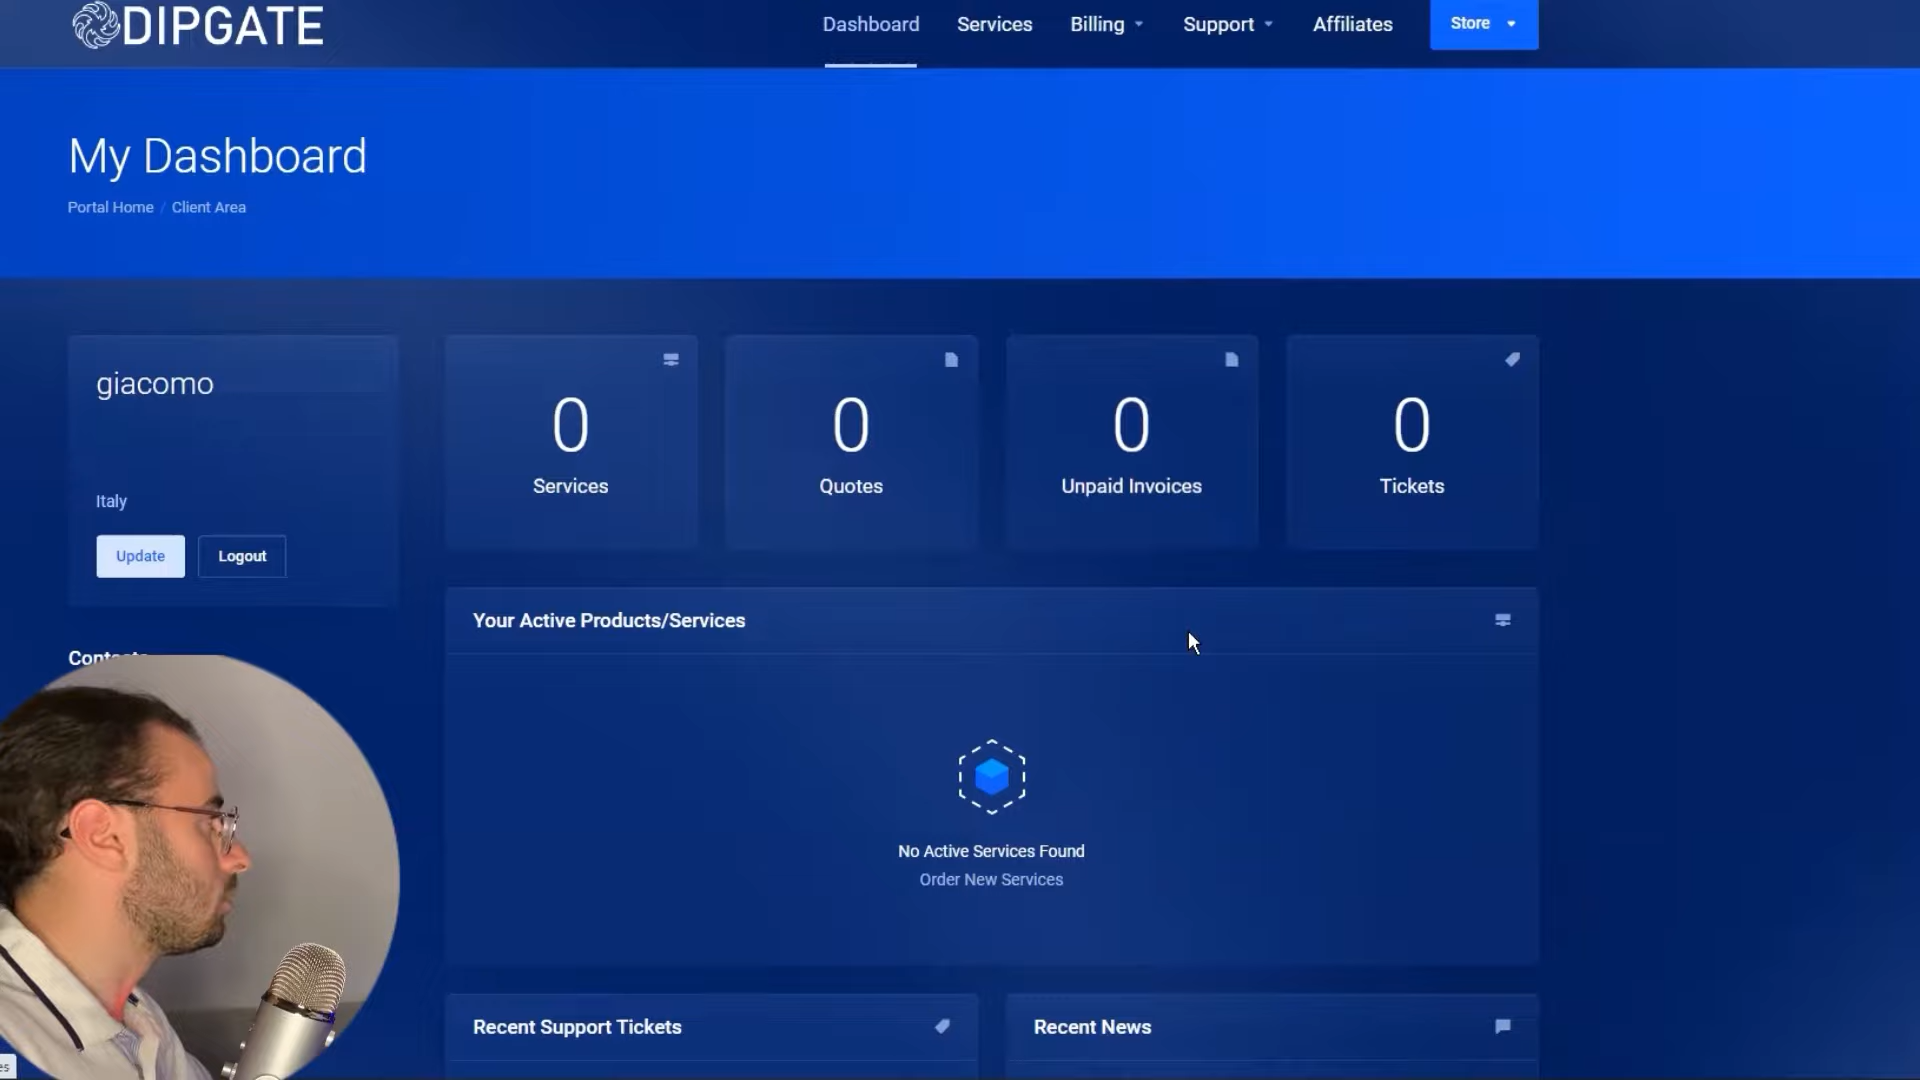 DIPGATE
Dashboard
Services
Billing
Support
Affiliates
Store
My Dashboard
Portal Home / Client Area
giacomo
Italy
Update
Logout
0
Services
0
Quotes
0
Unpaid Invoices
0
Tickets
Your Active Products/Services
No Active Services Found
Order New Services
Contacts
Recent Support Tickets
Recent News